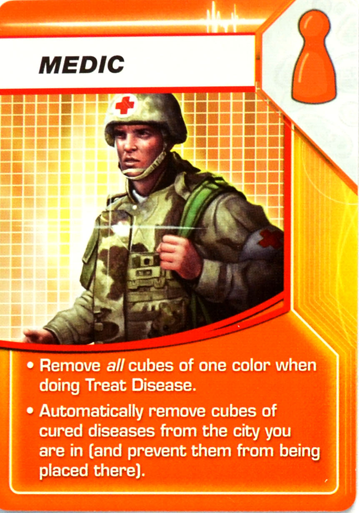 MEDIC
• Remove all cubes of one color when
doing Treat Disease.
• Automatically remove cubes of
cured diseases from the city you
are in (and prevent them from being
placed there).